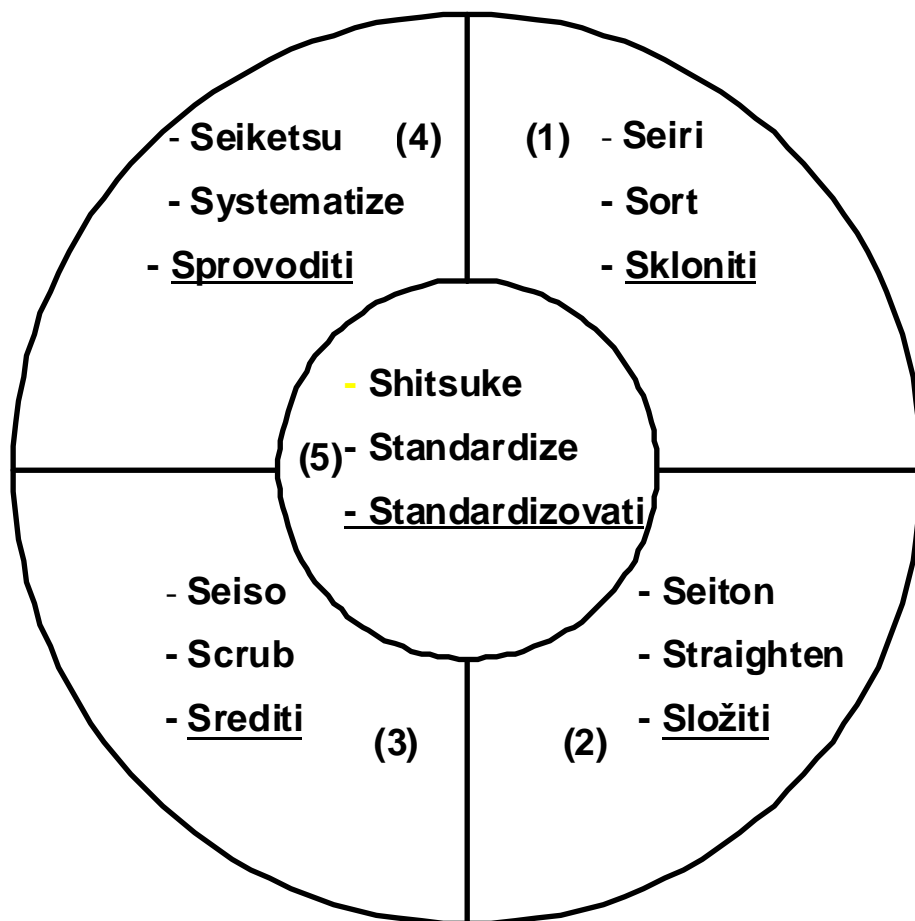 (1) - Seiri
- Sort
- Skloniti
- Seiton
- Straighten
(2) - Složiti
- Seiso
- Scrub
- Srediti
(3)
- Seiketsu (4)
- Systematize
- Sprovoditi
- Shitsuke
(5) - Standardize
- Standardizovati